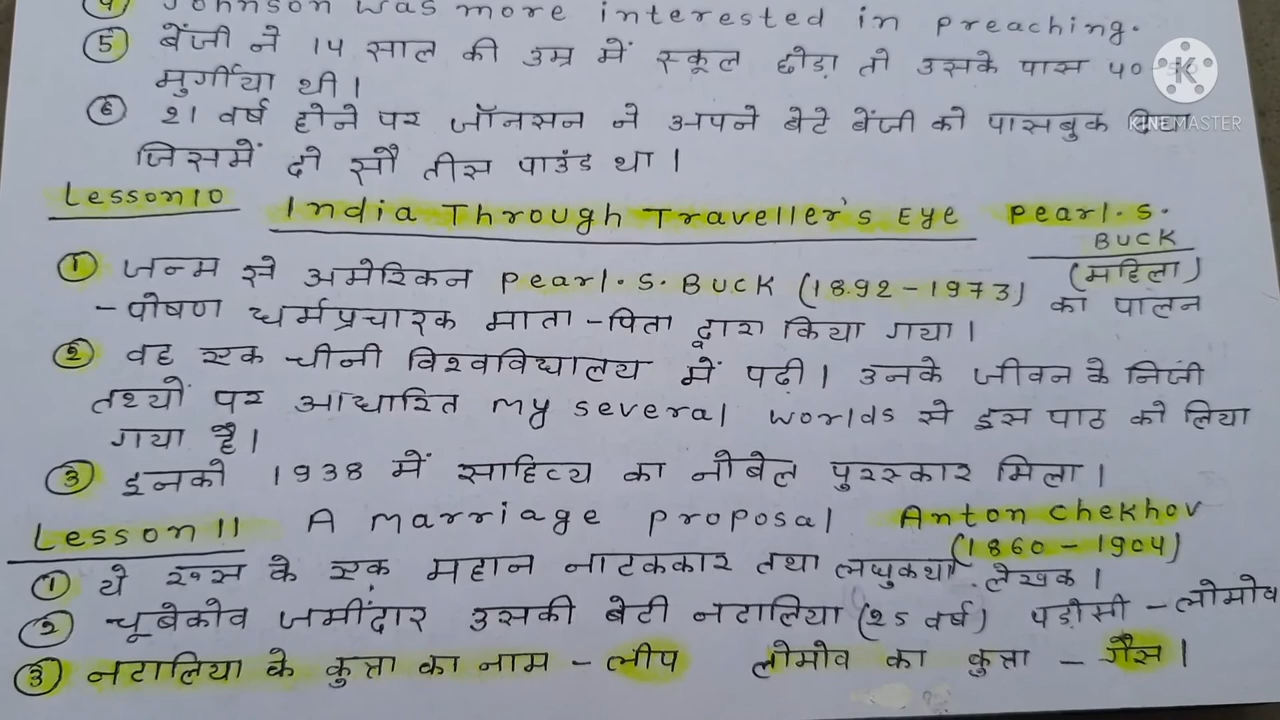 ④ Johnson was more interested in preaching.
⑤ बेंजी ने 14 साल की उम्र में स्कूल छोड़ा तो उसके पास 40-50
मुर्गीया थी।
⑥ 21 वर्ष होने पर जॉनसन ने अपने बेटे बेंजी को पासबुक
KINEMASTER
जिसमें दो सौ तीस पाउंड था।
Lesson 10 India Through Traveller's Eye Pearl. S.
BUCK
(महिला)
① जन्म से अमेरिकन Pearl. S. BUCK (1892-1973) का पालन
-पोषण धर्मप्रचारक माता-पिता द्वारा किया गया।
② वह एक चीनी विश्वविद्यालय में पढ़ी। उनके जीवन के निजी
तथ्यों पर आधारित my several worlds से इस पाठ को लिया
गया है।
③ इनको 1938 में साहित्य का नोबेल पुरस्कार मिला।
Lesson 11 A marriage proposal Anton Chekhov
(1860-1904)
① ये रूस के एक महान नाटककार तथा लघुकथा लेखक।
② चूबेकोव जमींदार उसकी बेटी नटालिया (25 वर्ष) पड़ोसी - लोमोव
③ नटालिया के कुत्ता का नाम - लीप लोमोव का कुत्ता - गैस।